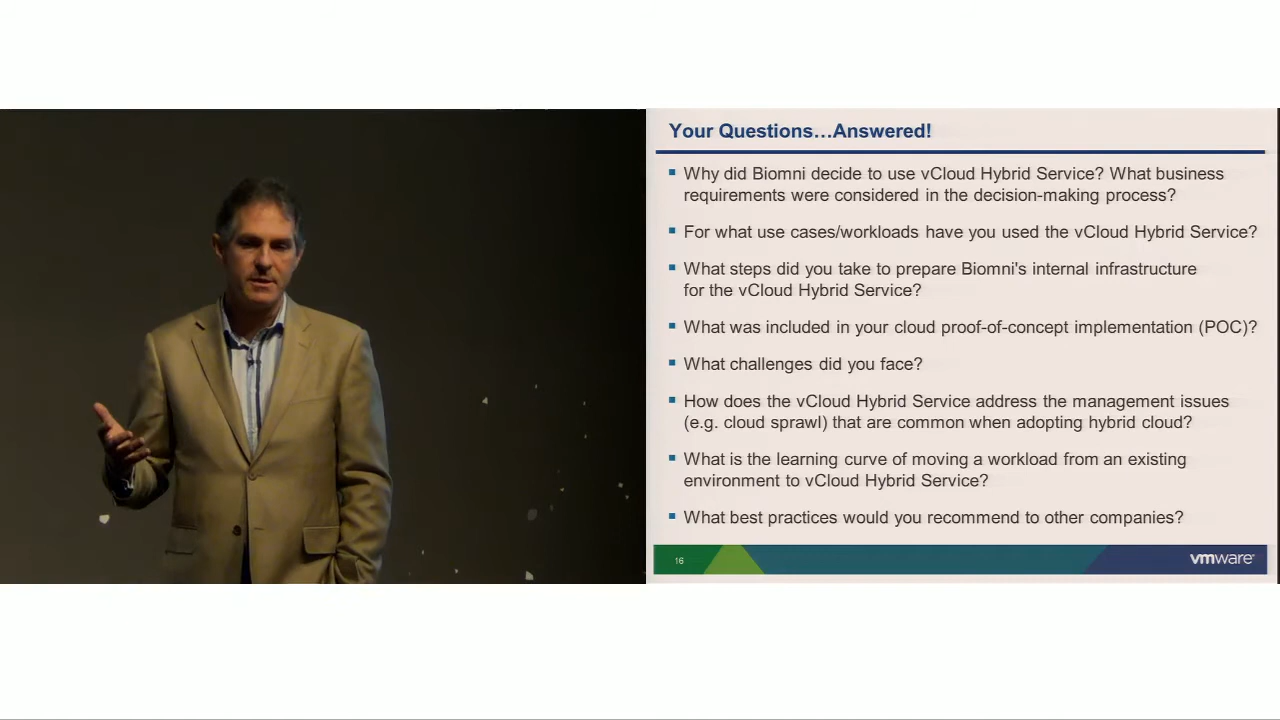 Your Questions…Answered!
Why did Biomni decide to use vCloud Hybrid Service? What business
requirements were considered in the decision-making process?
For what use cases/workloads have you used the vCloud Hybrid Service?
What steps did you take to prepare Biomni's internal infrastructure
for the vCloud Hybrid Service?
What was included in your cloud proof-of-concept implementation (POC)?
What challenges did you face?
How does the vCloud Hybrid Service address the management issues
(e.g. cloud sprawl) that are common when adopting hybrid cloud?
What is the learning curve of moving a workload from an existing
environment to vCloud Hybrid Service?
What best practices would you recommend to other companies?
16
vmware